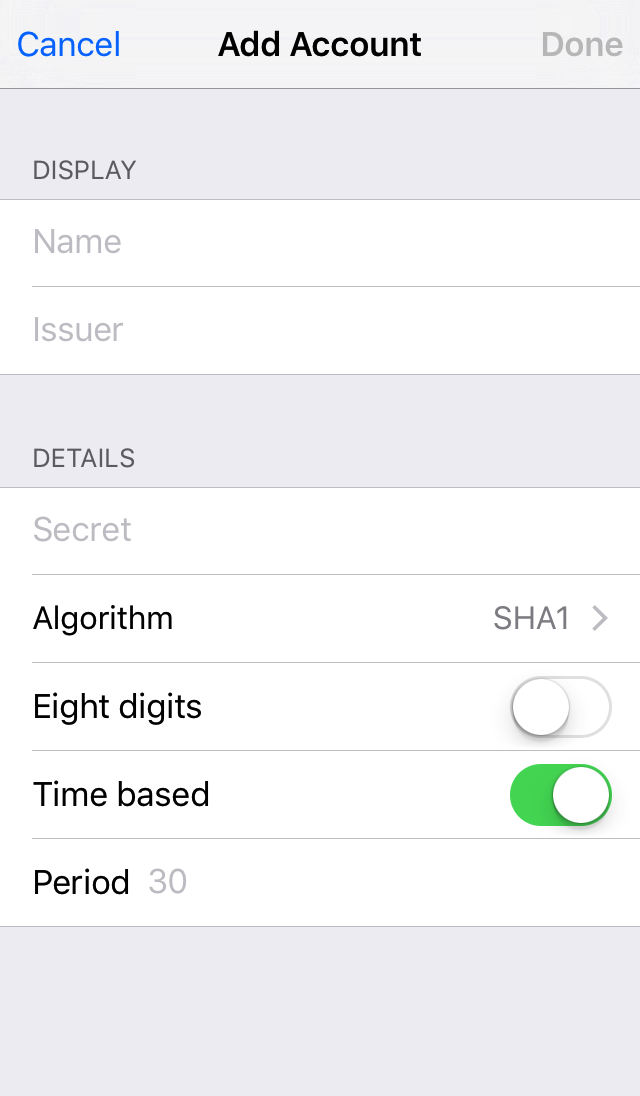 Cancel Add Account Done
DISPLAY
Name
Issuer
DETAILS
Secret
Algorithm SHA1
Eight digits
Time based
Period 30